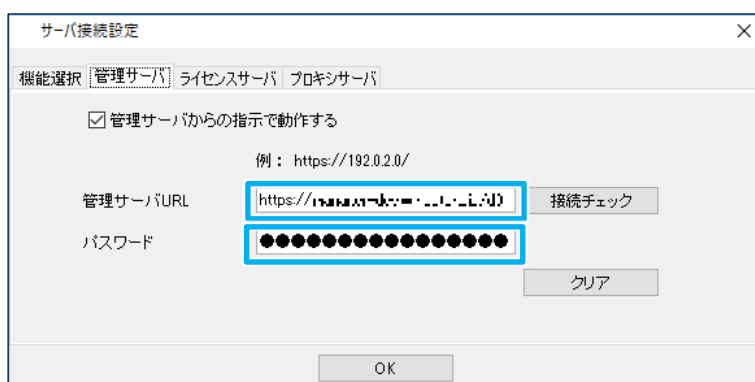 サーバ接続設定
機能選択 管理サーバ ライセンスサーバ プロキシサーバ
管理サーバからの指示で動作する
例： https://192.0.2.0/
管理サーバURL https:// 接続チェック
パスワード ●●●●●●●●●●●●●●●●
クリア
OK